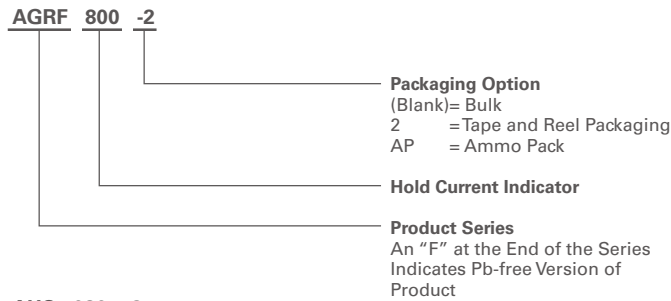 AGRF 800 -2
Packaging Option
(Blank)= Bulk
2 =Tape and Reel Packaging
AP = Ammo Pack
Hold Current Indicator
Product Series
An “F” at the End of the Series
Indicates Pb-free Version of
Product